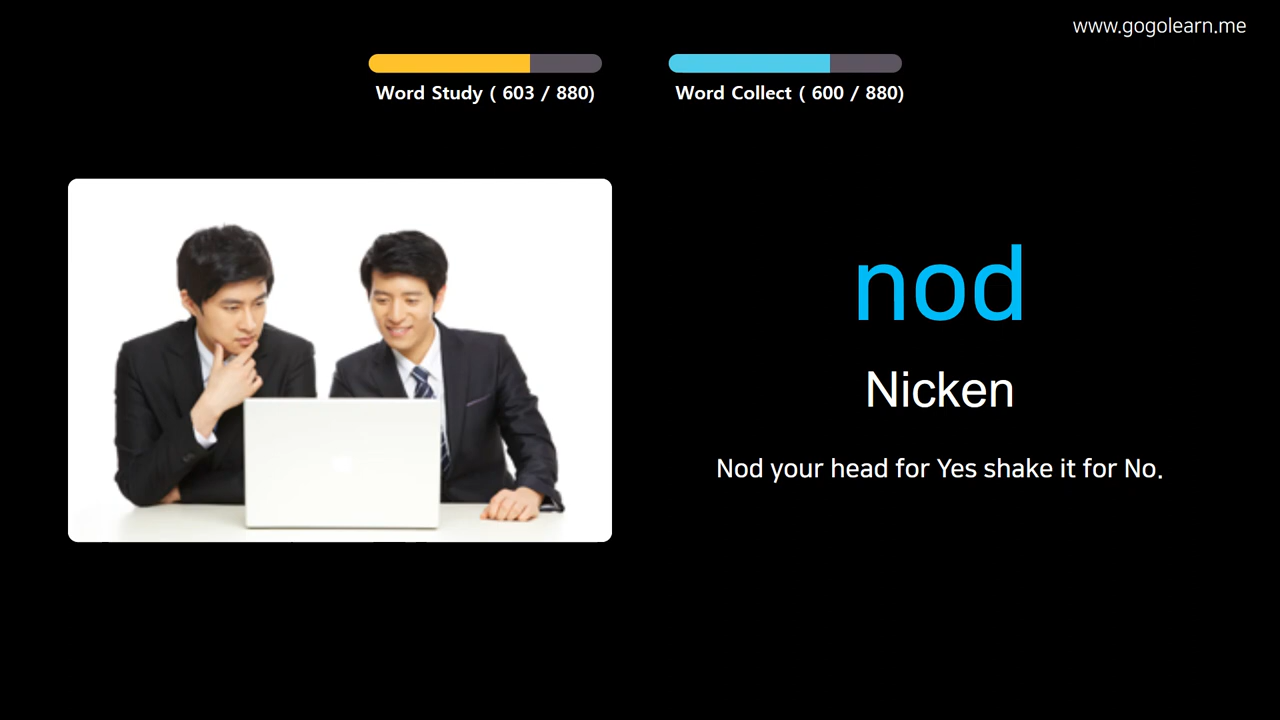 www.gogolearn.me
Word Study ( 603 / 880)
Word Collect ( 600 / 880)
nod
Nicken
Nod your head for Yes shake it for No.